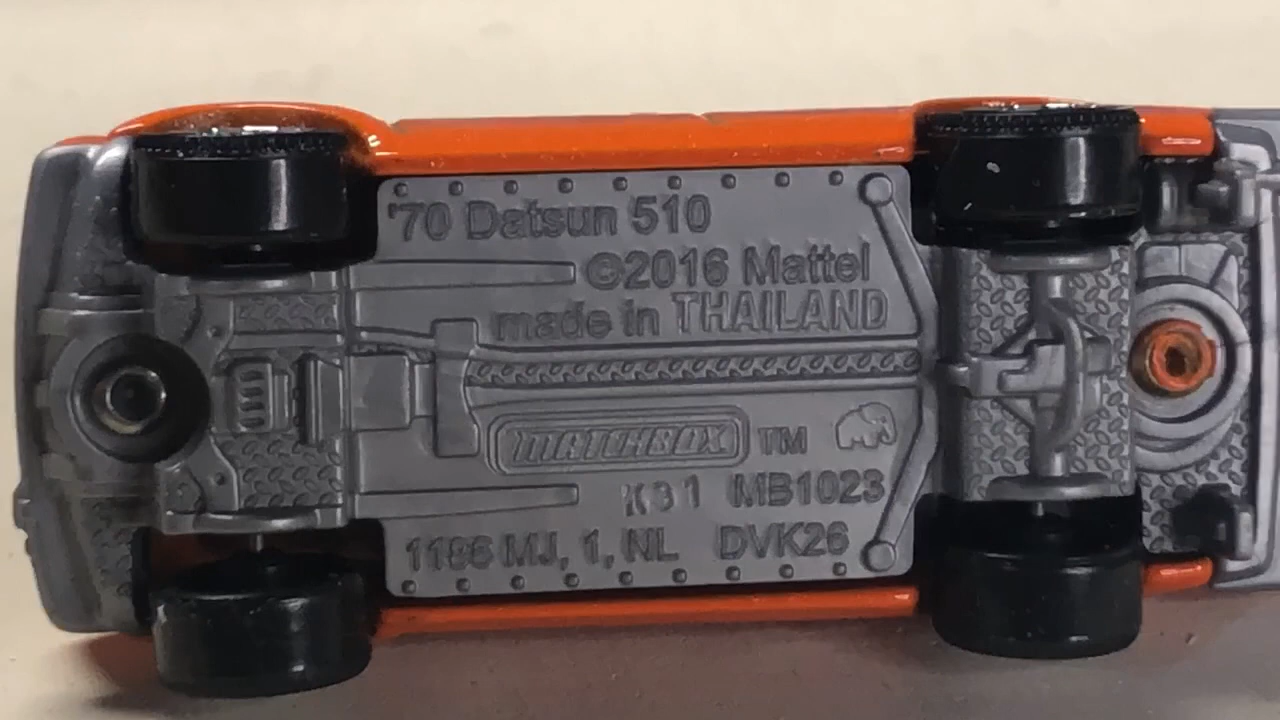 '70 Datsun 510
©2016 Mattel
made in THAILAND
MATCHBOX TM
K31 MB1023
1186 MJ, 1, NL DVK26